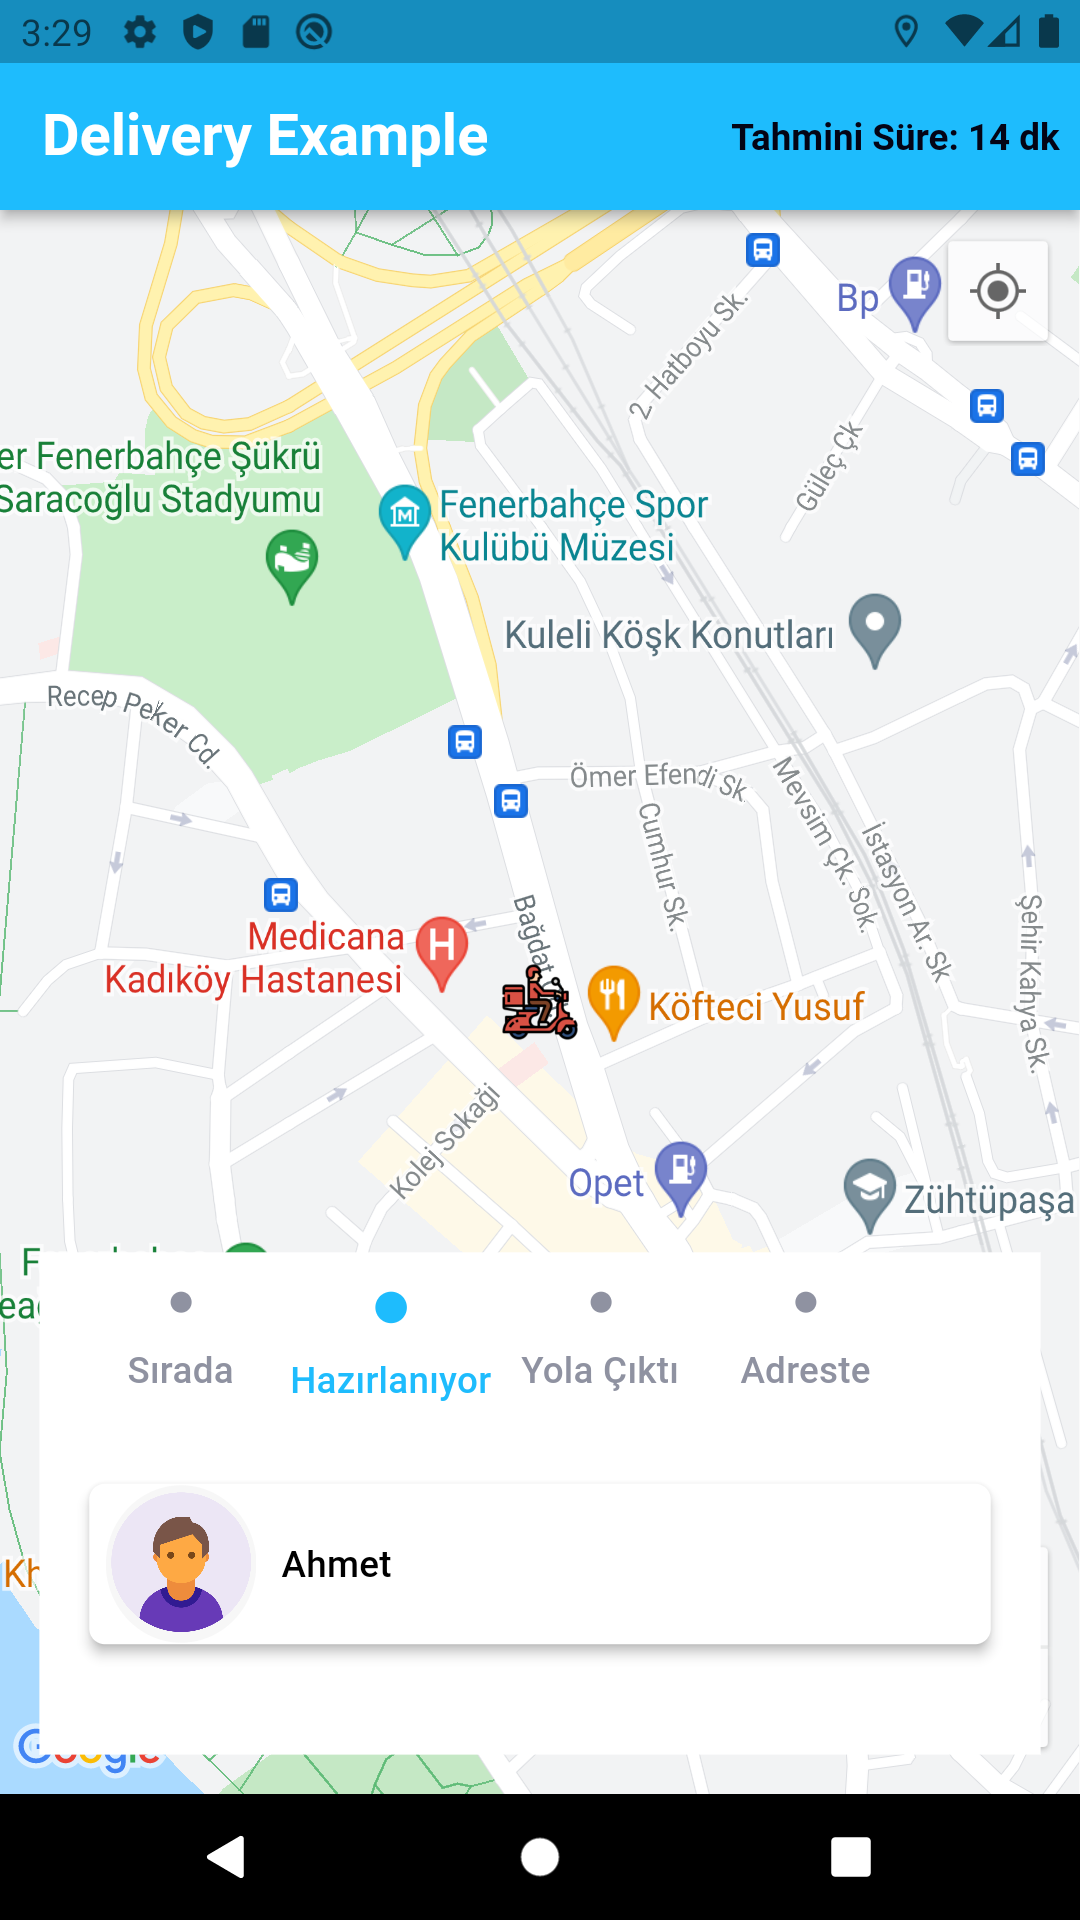 3:29
Delivery Example
Tahmini Süre: 14 dk
Bp
2. Hatboyu Sk.
Güleç Çk
er Fenerbahçe Şükrü
Saracoğlu Stadyumu
Fenerbahçe Spor
Kulübü Müzesi
Kuleli Köşk Konutları
Recep Peker Cd.
Ömer Efendi Sk.
Mevsim Çk. Sok.
Cumhur Sk.
İstasyon Ar. Sk
Şehir Kahya Sk.
Bağdat
Medicana
Kadıköy Hastanesi
H
Köfteci Yusuf
Kolej Sokağı
Opet
Zühtüpaşa
Sırada
Hazırlanıyor
Yola Çıktı
Adreste
Ahmet
Kh
Google